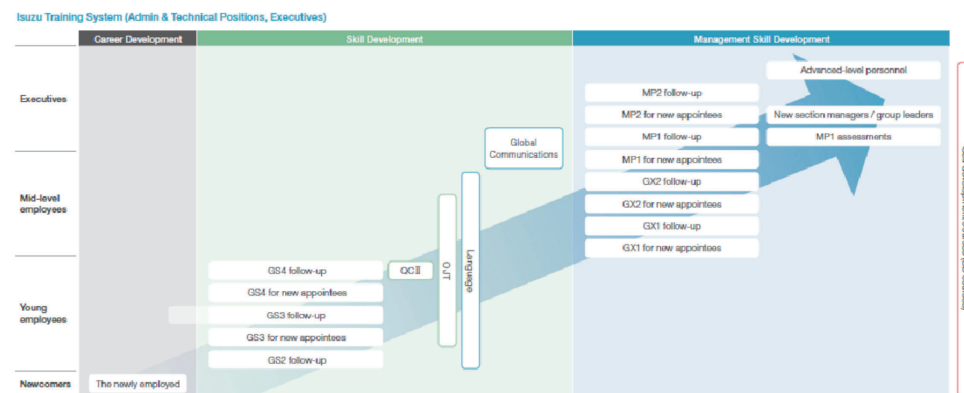 Isuzu Training System (Admin & Technical Positions, Executives)
Career Development
Skill Development
Management Skill Development
Executives
Advanced-level personnel
MP2 follow-up
MP2 for new appointees
New section managers / group leaders
MP1 follow-up
MP1 assessments
Global
Communications
Mid-level
employees
MP1 for new appointees
GX2 follow-up
GX2 for new appointees
GX1 follow-up
GX1 for new appointees
Language
OJT
Young
employees
GS4 follow-up
QCⅡ
GS4 for new appointees
GS3 follow-up
GS3 for new appointees
GS2 follow-up
Newcomers
The newly employed